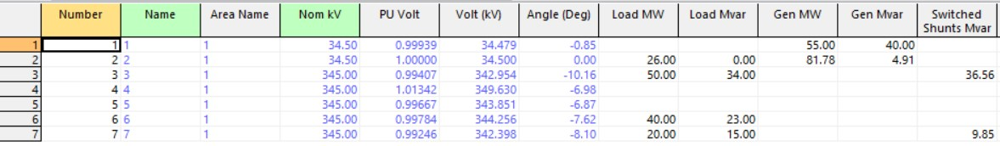 Number Name Area Name Nom kV PU Volt Volt (kV) Angle (Deg) Load MW Load Mvar Gen MW Gen Mvar Switched Shunts Mvar
1 1 1 1 34.50 0.99939 34.479 -0.85 55.00 40.00
2 2 2 1 34.50 1.00000 34.500 0.00 26.00 0.00 81.78 4.91
3 3 3 1 345.00 0.99407 342.954 -10.16 50.00 34.00 36.56
4 4 4 1 345.00 1.01342 349.630 -6.98
5 5 5 1 345.00 0.99667 343.851 -6.87
6 6 6 1 345.00 0.99784 344.256 -7.62 40.00 23.00
7 7 7 1 345.00 0.99246 342.398 -8.10 20.00 15.00 9.85